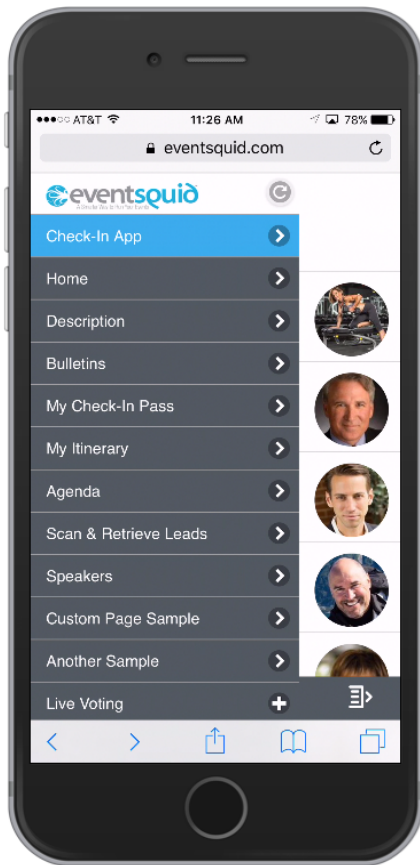 AT&T 11:26 AM 78%
eventsquid.com
eventsquid
Check-In App
Home
Description
Bulletins
My Check-In Pass
My Itinerary
Agenda
Scan & Retrieve Leads
Speakers
Custom Page Sample
Another Sample
Live Voting